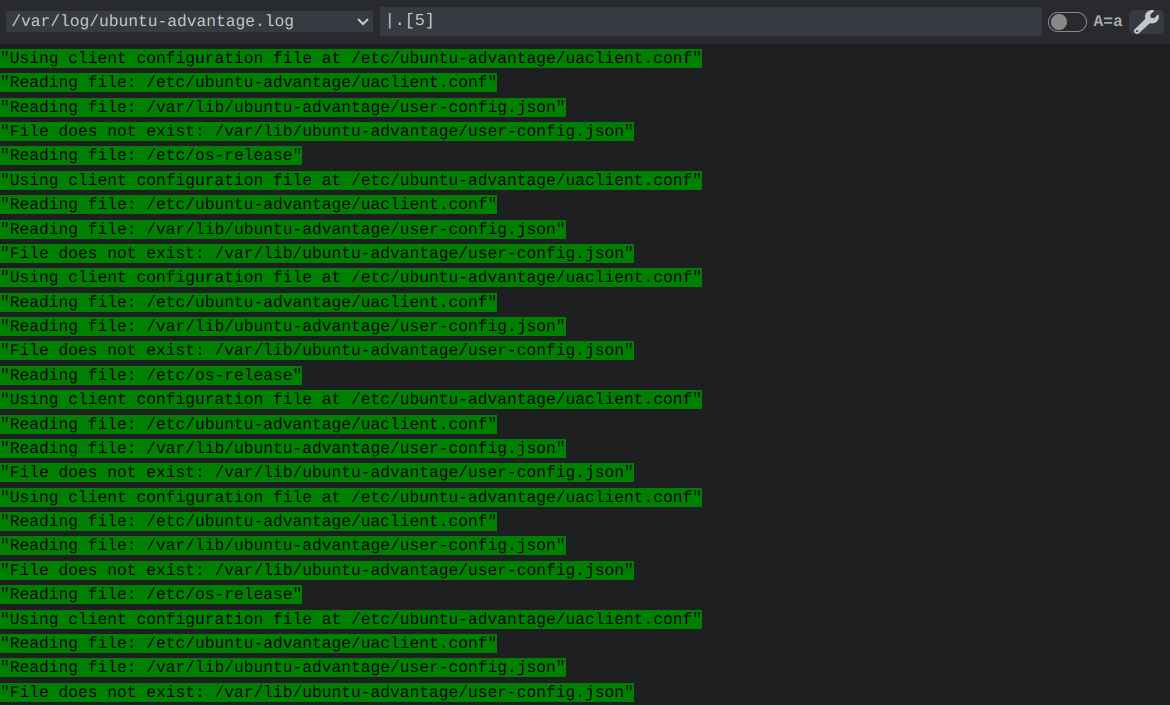 /var/log/ubuntu-advantage.log |.[5] A=a
"Using client configuration file at /etc/ubuntu-advantage/uaclient.conf"
"Reading file: /etc/ubuntu-advantage/uaclient.conf"
"Reading file: /var/lib/ubuntu-advantage/user-config.json"
"File does not exist: /var/lib/ubuntu-advantage/user-config.json"
"Reading file: /etc/os-release"
"Using client configuration file at /etc/ubuntu-advantage/uaclient.conf"
"Reading file: /etc/ubuntu-advantage/uaclient.conf"
"Reading file: /var/lib/ubuntu-advantage/user-config.json"
"File does not exist: /var/lib/ubuntu-advantage/user-config.json"
"Using client configuration file at /etc/ubuntu-advantage/uaclient.conf"
"Reading file: /etc/ubuntu-advantage/uaclient.conf"
"Reading file: /var/lib/ubuntu-advantage/user-config.json"
"File does not exist: /var/lib/ubuntu-advantage/user-config.json"
"Reading file: /etc/os-release"
"Using client configuration file at /etc/ubuntu-advantage/uaclient.conf"
"Reading file: /etc/ubuntu-advantage/uaclient.conf"
"Reading file: /var/lib/ubuntu-advantage/user-config.json"
"File does not exist: /var/lib/ubuntu-advantage/user-config.json"
"Using client configuration file at /etc/ubuntu-advantage/uaclient.conf"
"Reading file: /etc/ubuntu-advantage/uaclient.conf"
"Reading file: /var/lib/ubuntu-advantage/user-config.json"
"File does not exist: /var/lib/ubuntu-advantage/user-config.json"
"Reading file: /etc/os-release"
"Using client configuration file at /etc/ubuntu-advantage/uaclient.conf"
"Reading file: /etc/ubuntu-advantage/uaclient.conf"
"Reading file: /var/lib/ubuntu-advantage/user-config.json"
"File does not exist: /var/lib/ubuntu-advantage/user-config.json"